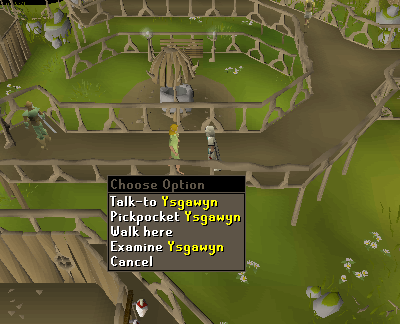 Choose Option
Talk-to Ysgawyn
Pickpocket Ysgawyn
Walk here
Examine Ysgawyn
Cancel